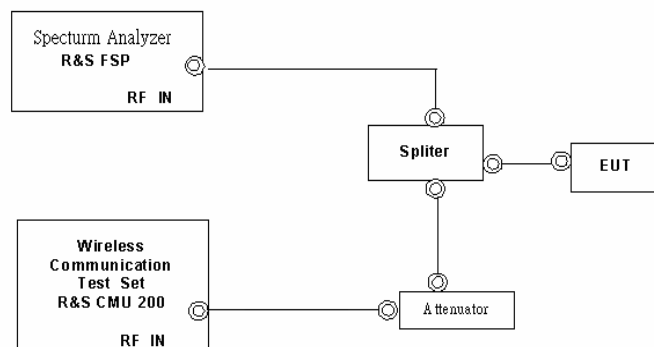 Specturm Analyzer
R&S FSP
RF IN
Spliter
EUT
Wireless
Communication
Test Set
R&S CMU 200
RF IN
Attenuator